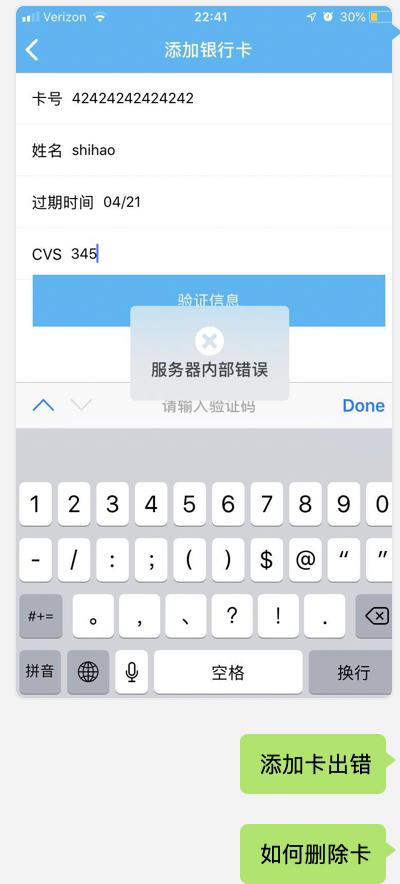 Verizon 22:41 30%
添加银行卡
卡号 42424242424242
姓名 shihao
过期时间 04/21
CVS 345
验证信息
服务器内部错误
请输入验证码 Done
1 2 3 4 5 6 7 8 9 0
- / : ; ( ) $ @ “ ”
#+= 。 , 、 ? ! .
拼音 空格 换行
添加卡出错
如何删除卡